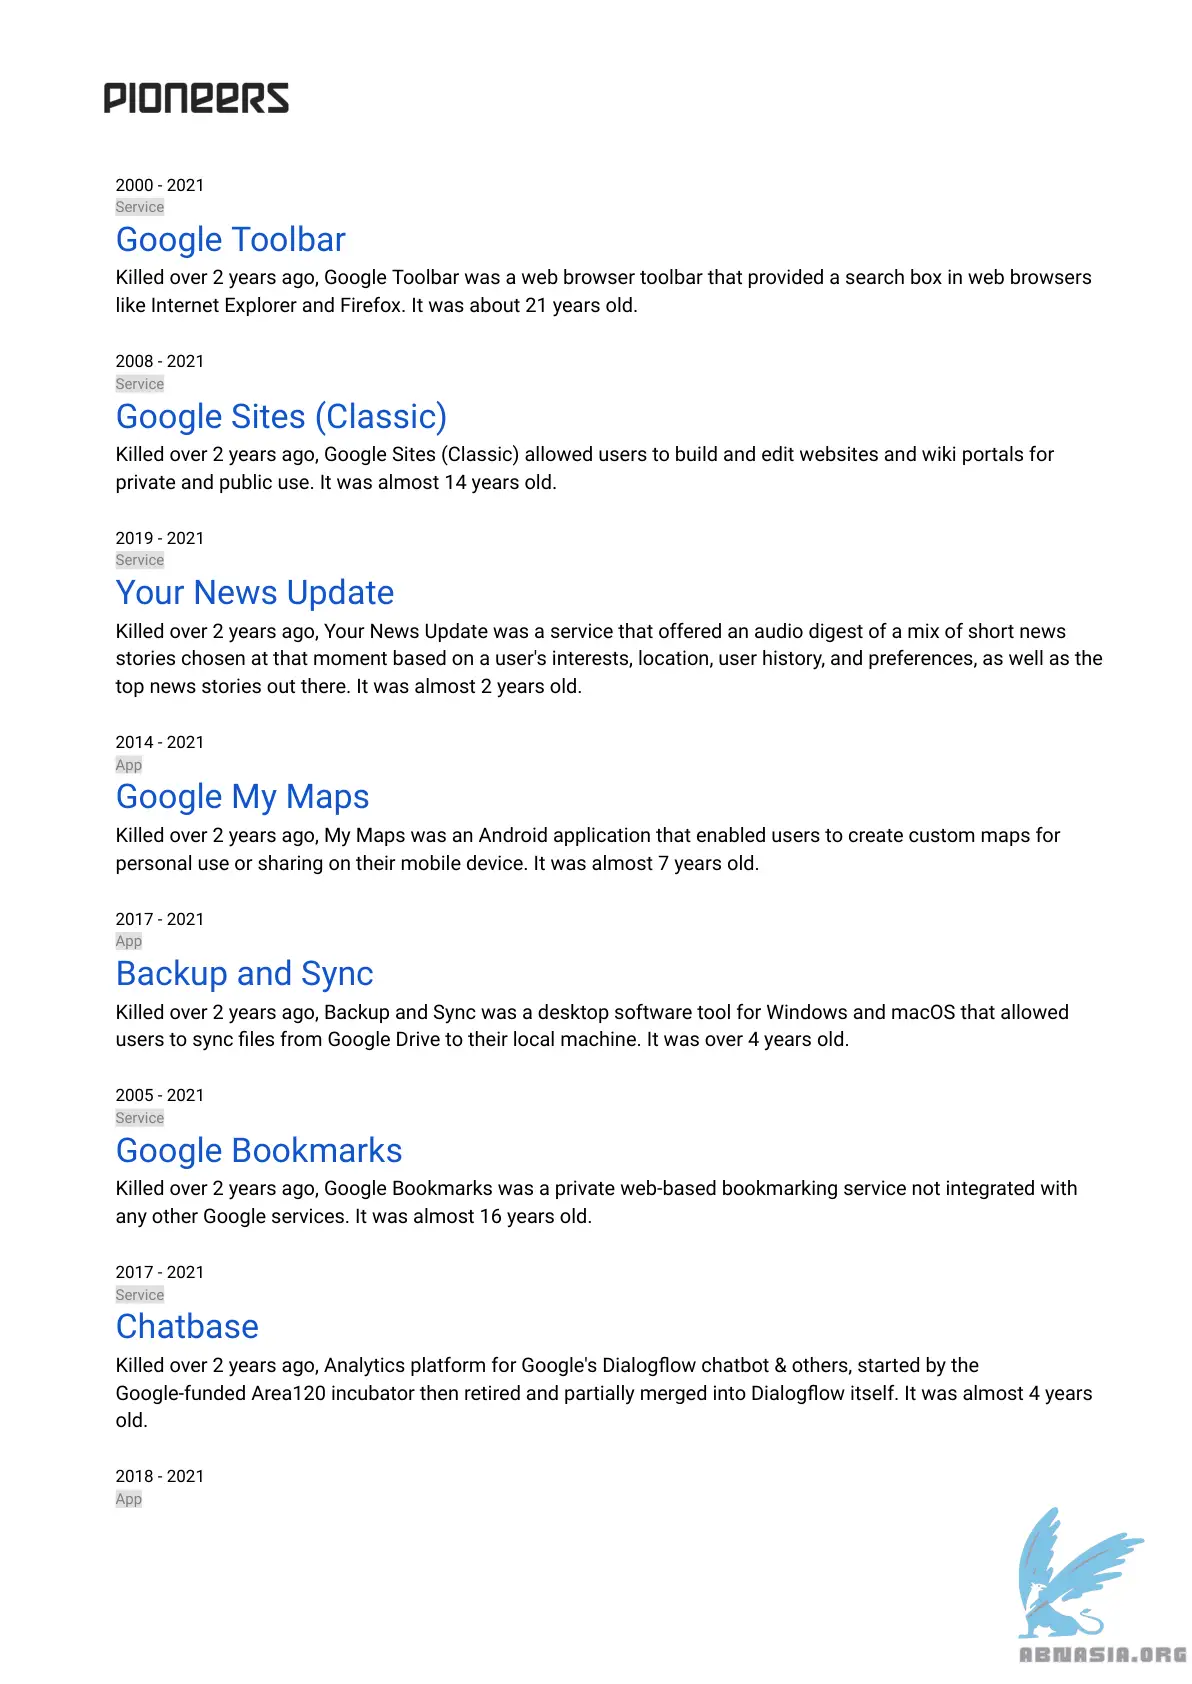 PIONEERS
2000 - 2021
Service
Google Toolbar
Killed over 2 years ago, Google Toolbar was a web browser toolbar that provided a search box in web browsers
like Internet Explorer and Firefox. It was about 21 years old.
2008 - 2021
Service
Google Sites (Classic)
Killed over 2 years ago, Google Sites (Classic) allowed users to build and edit websites and wiki portals for
private and public use. It was almost 14 years old.
2019 - 2021
Service
Your News Update
Killed over 2 years ago, Your News Update was a service that offered an audio digest of a mix of short news
stories chosen at that moment based on a user's interests, location, user history, and preferences, as well as the
top news stories out there. It was almost 2 years old.
2014 - 2021
App
Google My Maps
Killed over 2 years ago, My Maps was an Android application that enabled users to create custom maps for
personal use or sharing on their mobile device. It was almost 7 years old.
2017 - 2021
App
Backup and Sync
Killed over 2 years ago, Backup and Sync was a desktop software tool for Windows and macOS that allowed
users to sync files from Google Drive to their local machine. It was over 4 years old.
2005 - 2021
Service
Google Bookmarks
Killed over 2 years ago, Google Bookmarks was a private web-based bookmarking service not integrated with
any other Google services. It was almost 16 years old.
2017 - 2021
Service
Chatbase
Killed over 2 years ago, Analytics platform for Google's Dialogflow chatbot & others, started by the
Google-funded Area120 incubator then retired and partially merged into Dialogflow itself. It was almost 4 years
old.
2018 - 2021
App
ABNASIA.ORG